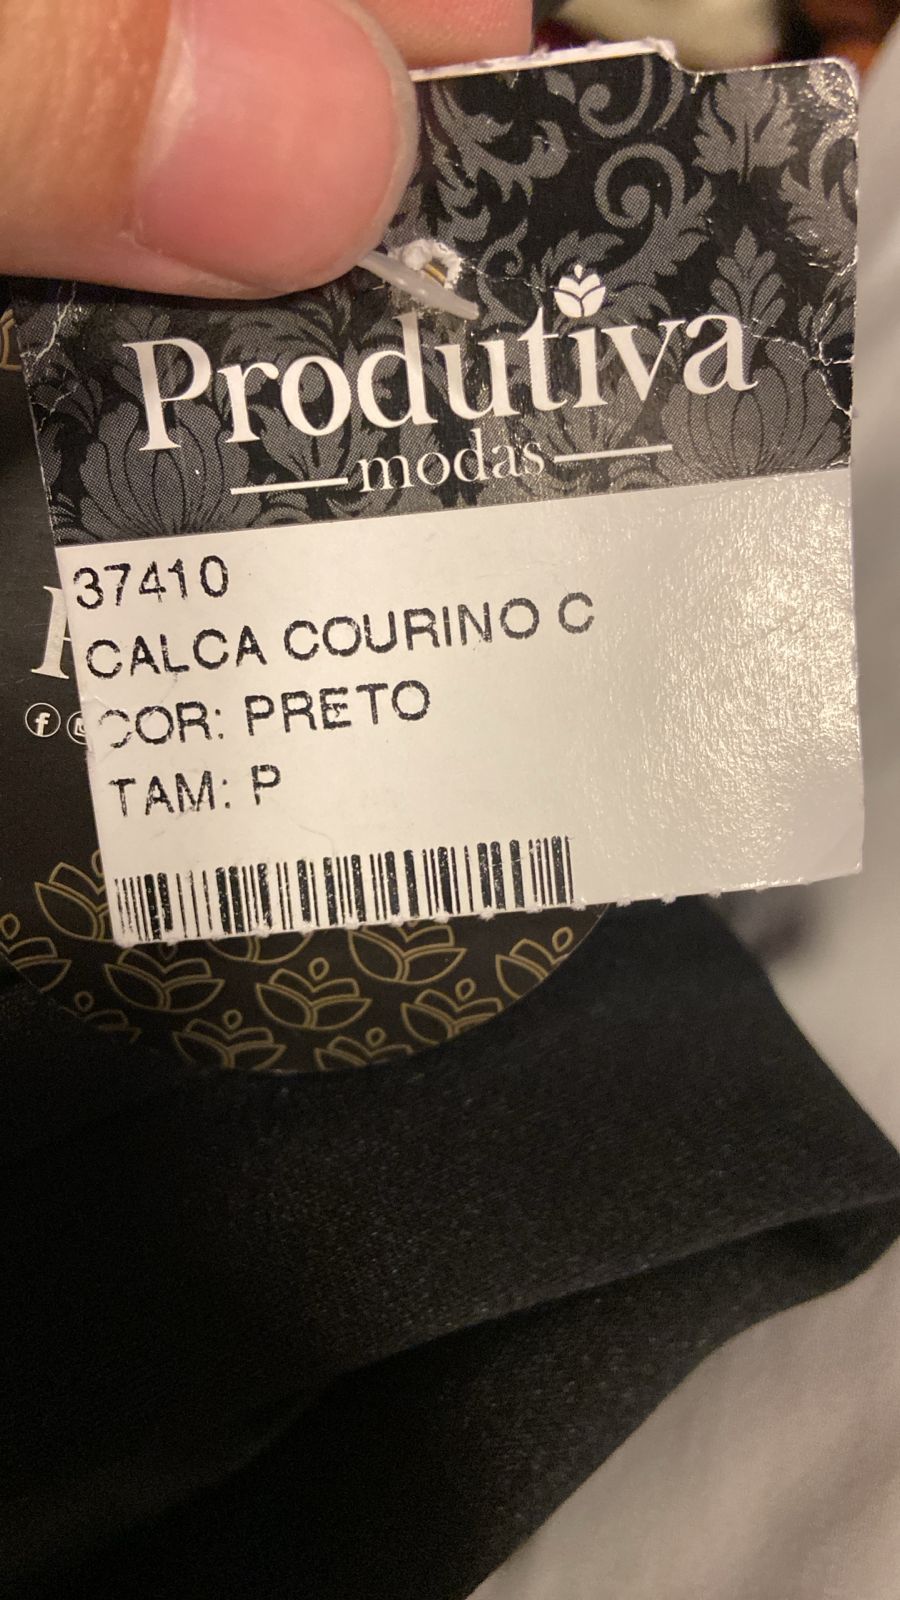 Produtiva
modas
37410
CALCA COURINO C
COR: PRETO
TAM: P